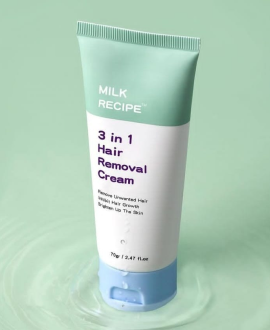 MILK
RECIPE™
3 in 1
Hair
Removal
Cream
Remove Unwanted Hair
Inhibit Hair Growth
Brighten Up The Skin
70g / 2.47 fl.oz